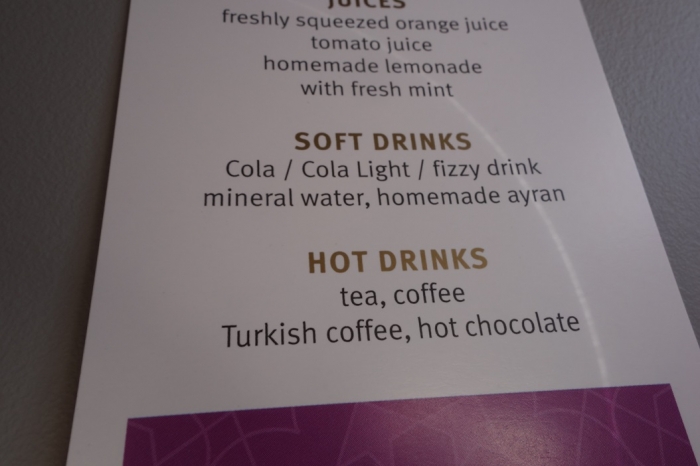 JUICES
freshly squeezed orange juice
tomato juice
homemade lemonade
with fresh mint
SOFT DRINKS
Cola / Cola Light / fizzy drink
mineral water, homemade ayran
HOT DRINKS
tea, coffee
Turkish coffee, hot chocolate